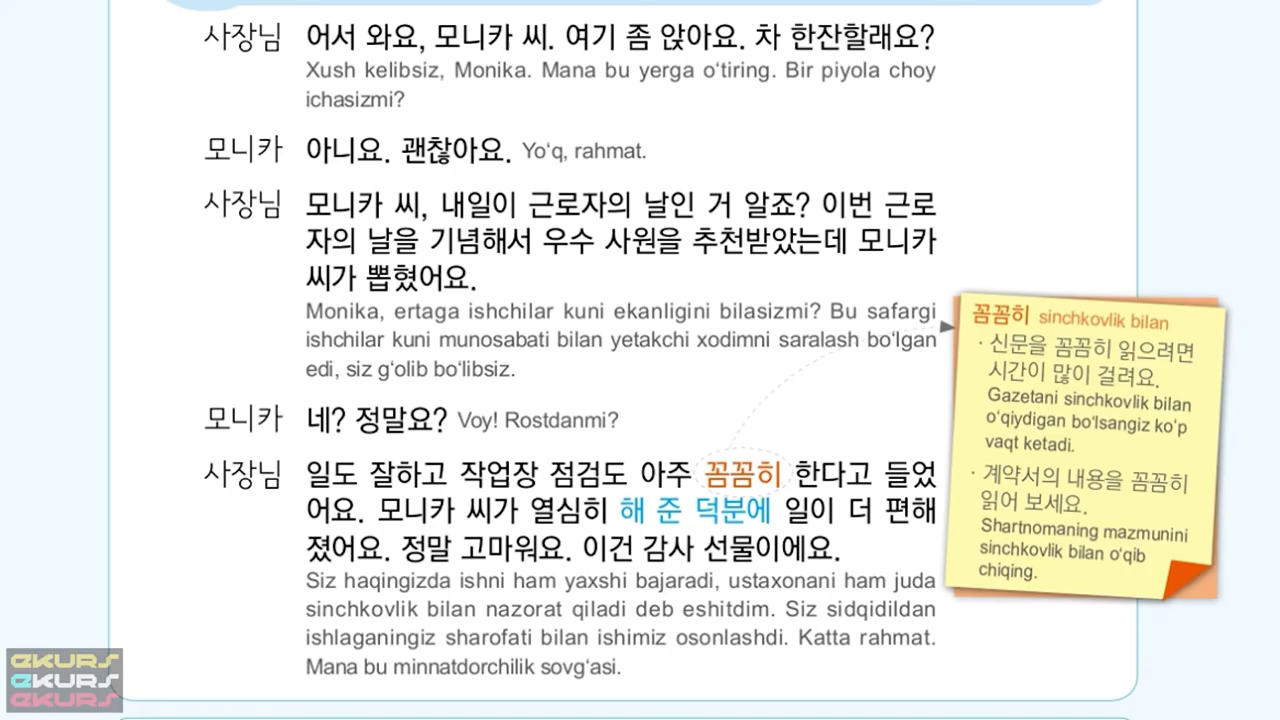 사장님 어서 와요, 모니카 씨. 여기 좀 앉아요. 차 한잔할래요?
Xush kelibsiz, Monika. Mana bu yerga o‘tiring. Bir piyola choy
ichasizmi?
모니카 아니요. 괜찮아요. Yo‘q, rahmat.
사장님 모니카 씨, 내일이 근로자의 날인 거 알죠? 이번 근로
자의 날을 기념해서 우수 사원을 추천받았는데 모니카
씨가 뽑혔어요.
Monika, ertaga ishchilar kuni ekanligini bilasizmi? Bu safargi
ishchilar kuni munosabati bilan yetakchi xodimni saralash bo‘lgan
edi, siz g‘olib bo‘libsiz.
모니카 네? 정말요? Voy! Rostdanmi?
사장님 일도 잘하고 작업장 점검도 아주 꼼꼼히 한다고 들었
어요. 모니카 씨가 열심히 해 준 덕분에 일이 더 편해
졌어요. 정말 고마워요. 이건 감사 선물이에요.
Siz haqingizda ishni ham yaxshi bajaradi, ustaxonani ham juda
sinchkovlik bilan nazorat qiladi deb eshitdim. Siz sidqidildan
ishlaganingiz sharofati bilan ishimiz osonlashdi. Katta rahmat.
Mana bu minnatdorchilik sovg‘asi.
꼼꼼히 sinchkovlik bilan
· 신문을 꼼꼼히 읽으려면
시간이 많이 걸려요.
Gazetani sinchkovlik bilan
o‘qiydigan bo‘lsangiz ko‘p
vaqt ketadi.
· 계약서의 내용을 꼼꼼히
읽어 보세요.
Shartnomaning mazmunini
sinchkovlik bilan o‘qib
chiqing.
EKURS
EKURS
EKURS